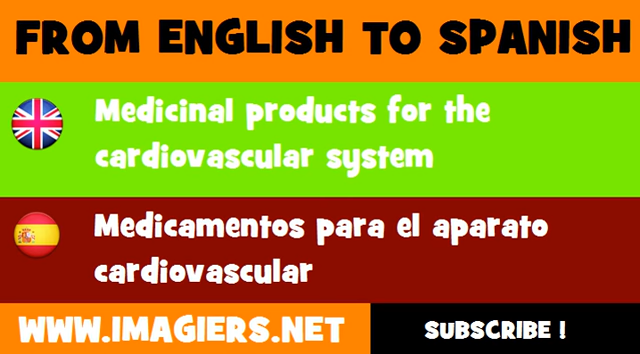 FROM ENGLISH TO SPANISH
Medicinal products for the
cardiovascular system
Medicamentos para el aparato
cardiovascular
WWW.IMAGIERS.NET
SUBSCRIBE !